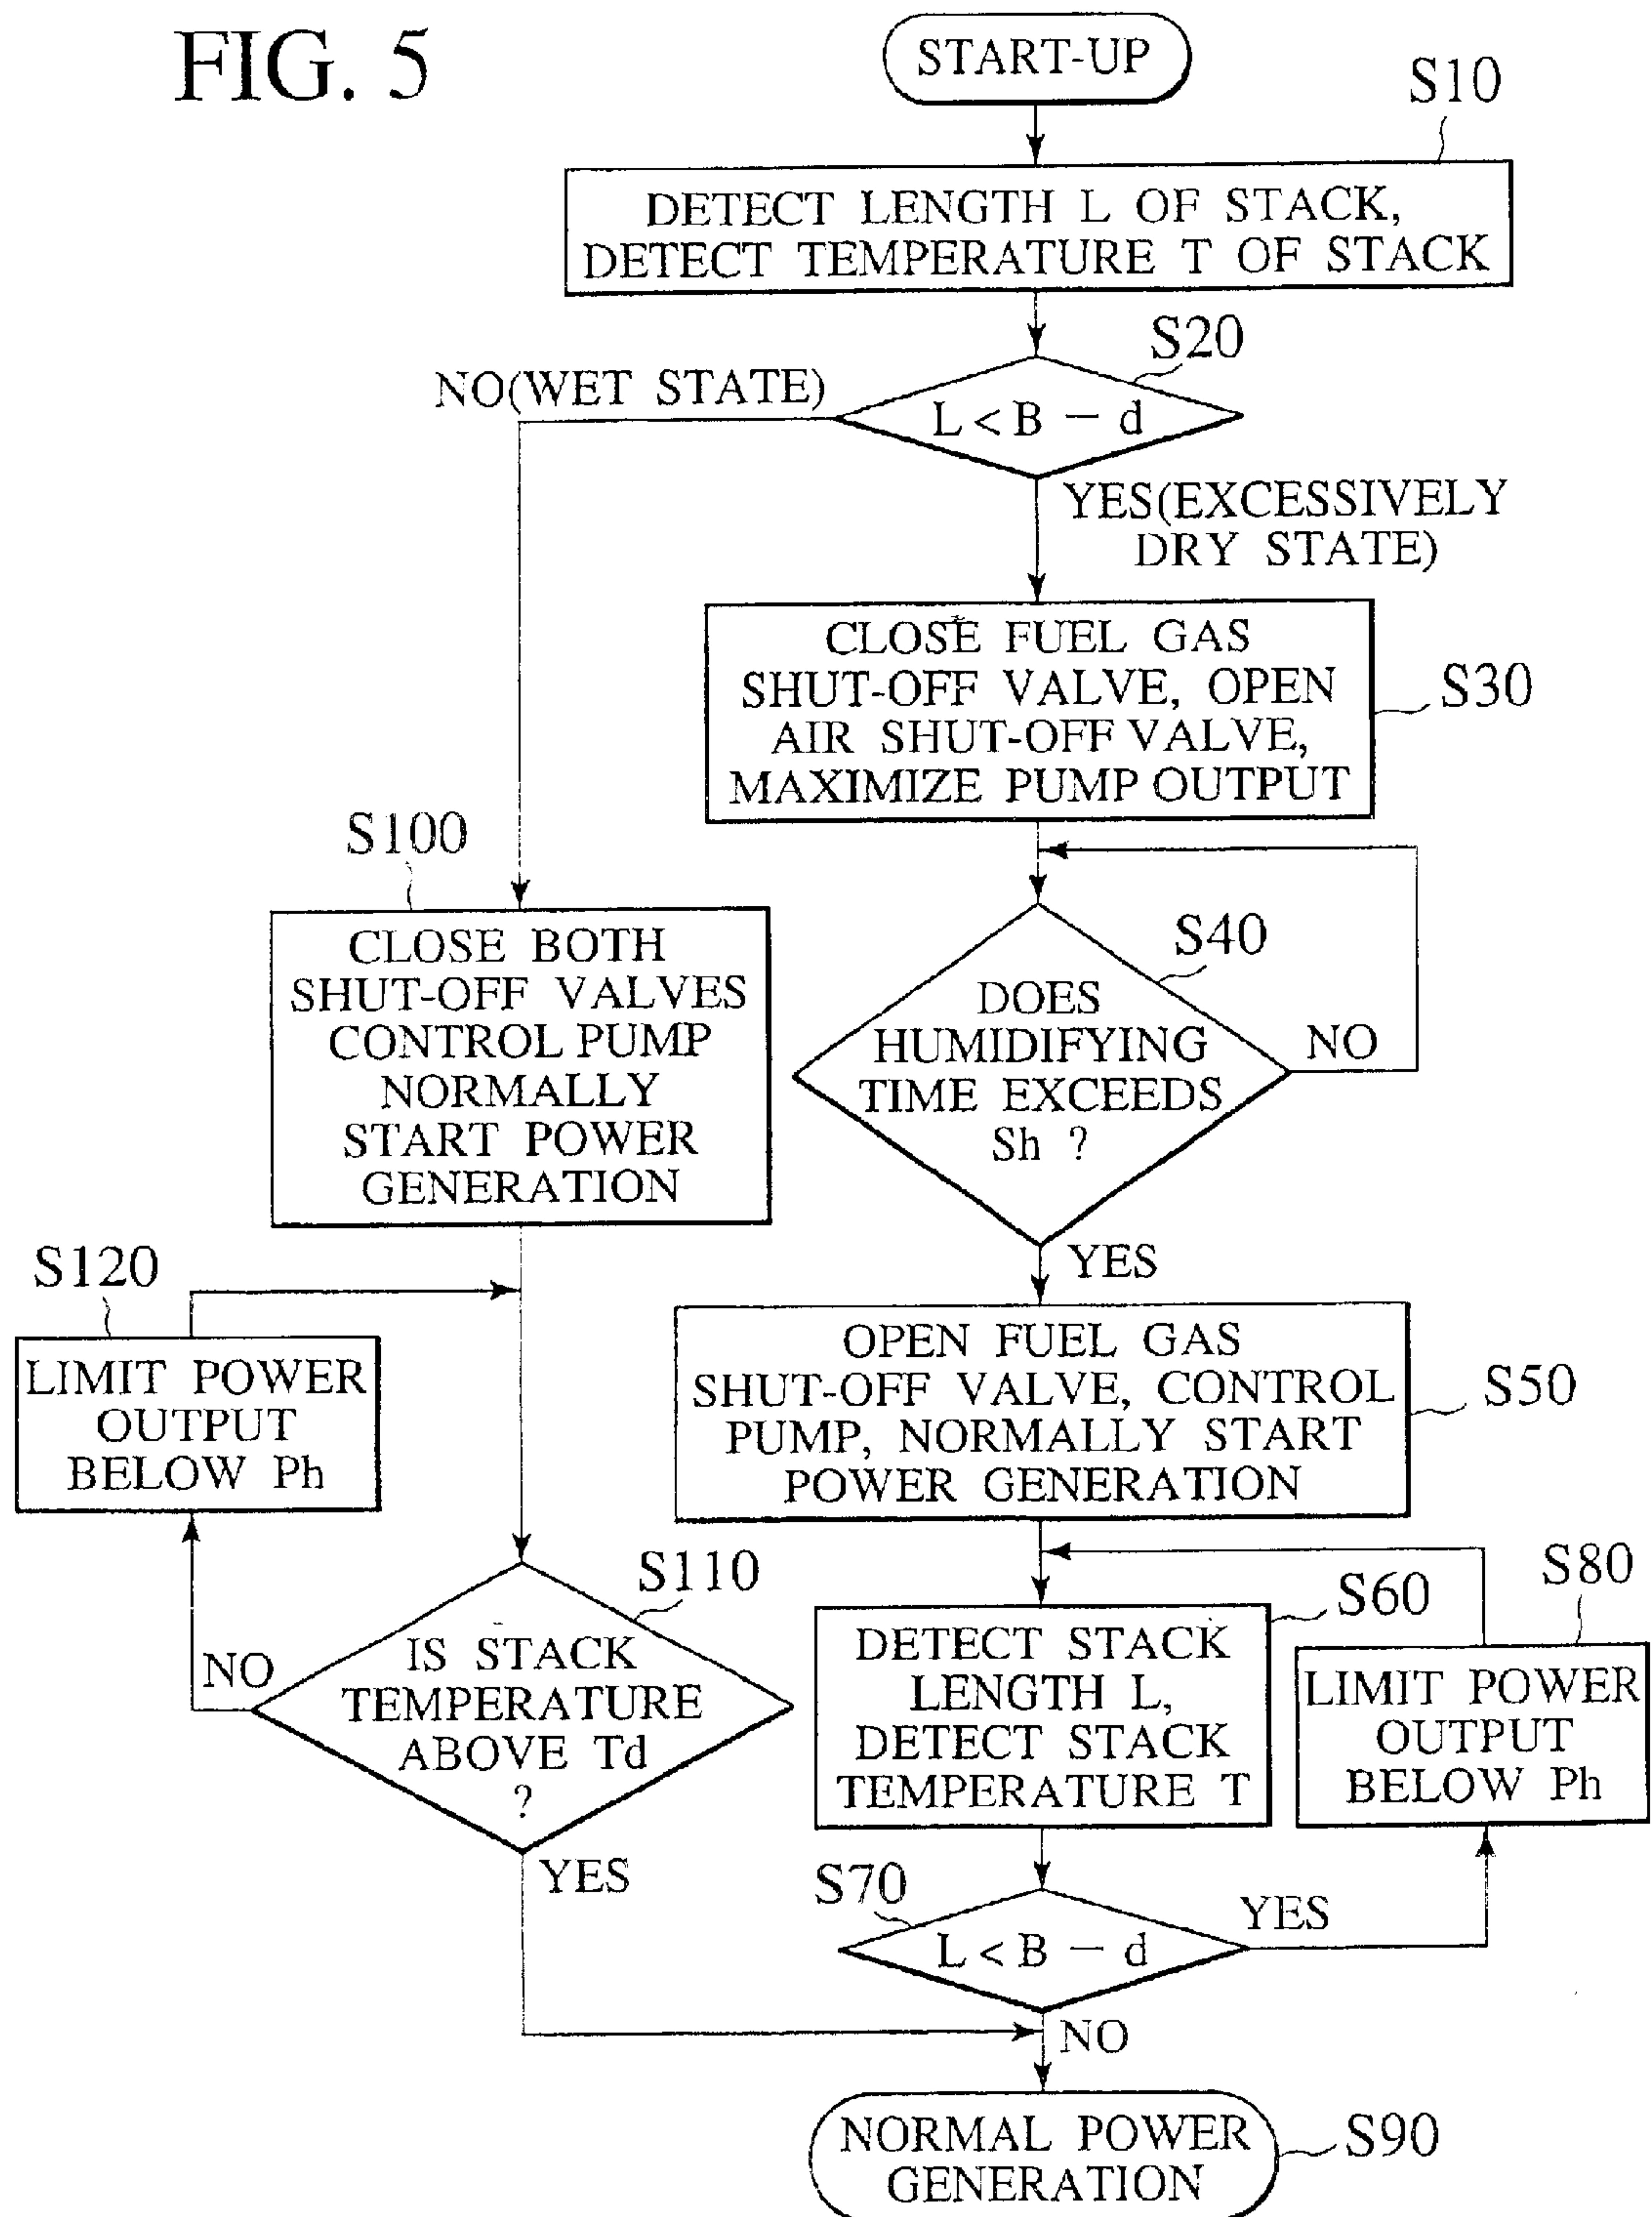 FIG. 5
START-UP
S10
DETECT LENGTH L OF STACK,
DETECT TEMPERATURE T OF STACK
S20
NO(WET STATE)
L < B - d
YES(EXCESSIVELY
DRY STATE)
CLOSE FUEL GAS
SHUT-OFF VALVE, OPEN
AIR SHUT-OFF VALVE,
MAXIMIZE PUMP OUTPUT
S30
S100
CLOSE BOTH
SHUT-OFF VALVES
CONTROL PUMP
NORMALLY
START POWER
GENERATION
S40
DOES
HUMIDIFYING
TIME EXCEEDS
Sh ?
NO
YES
S120
LIMIT POWER
OUTPUT
BELOW Ph
OPEN FUEL GAS
SHUT-OFF VALVE, CONTROL
PUMP, NORMALLY START
POWER GENERATION
S50
S110
IS STACK
TEMPERATURE
ABOVE Td
?
NO
YES
S60
DETECT STACK
LENGTH L,
DETECT STACK
TEMPERATURE T
S80
LIMIT POWER
OUTPUT
BELOW Ph
S70
L < B - d
YES
NO
NORMAL POWER
GENERATION
S90